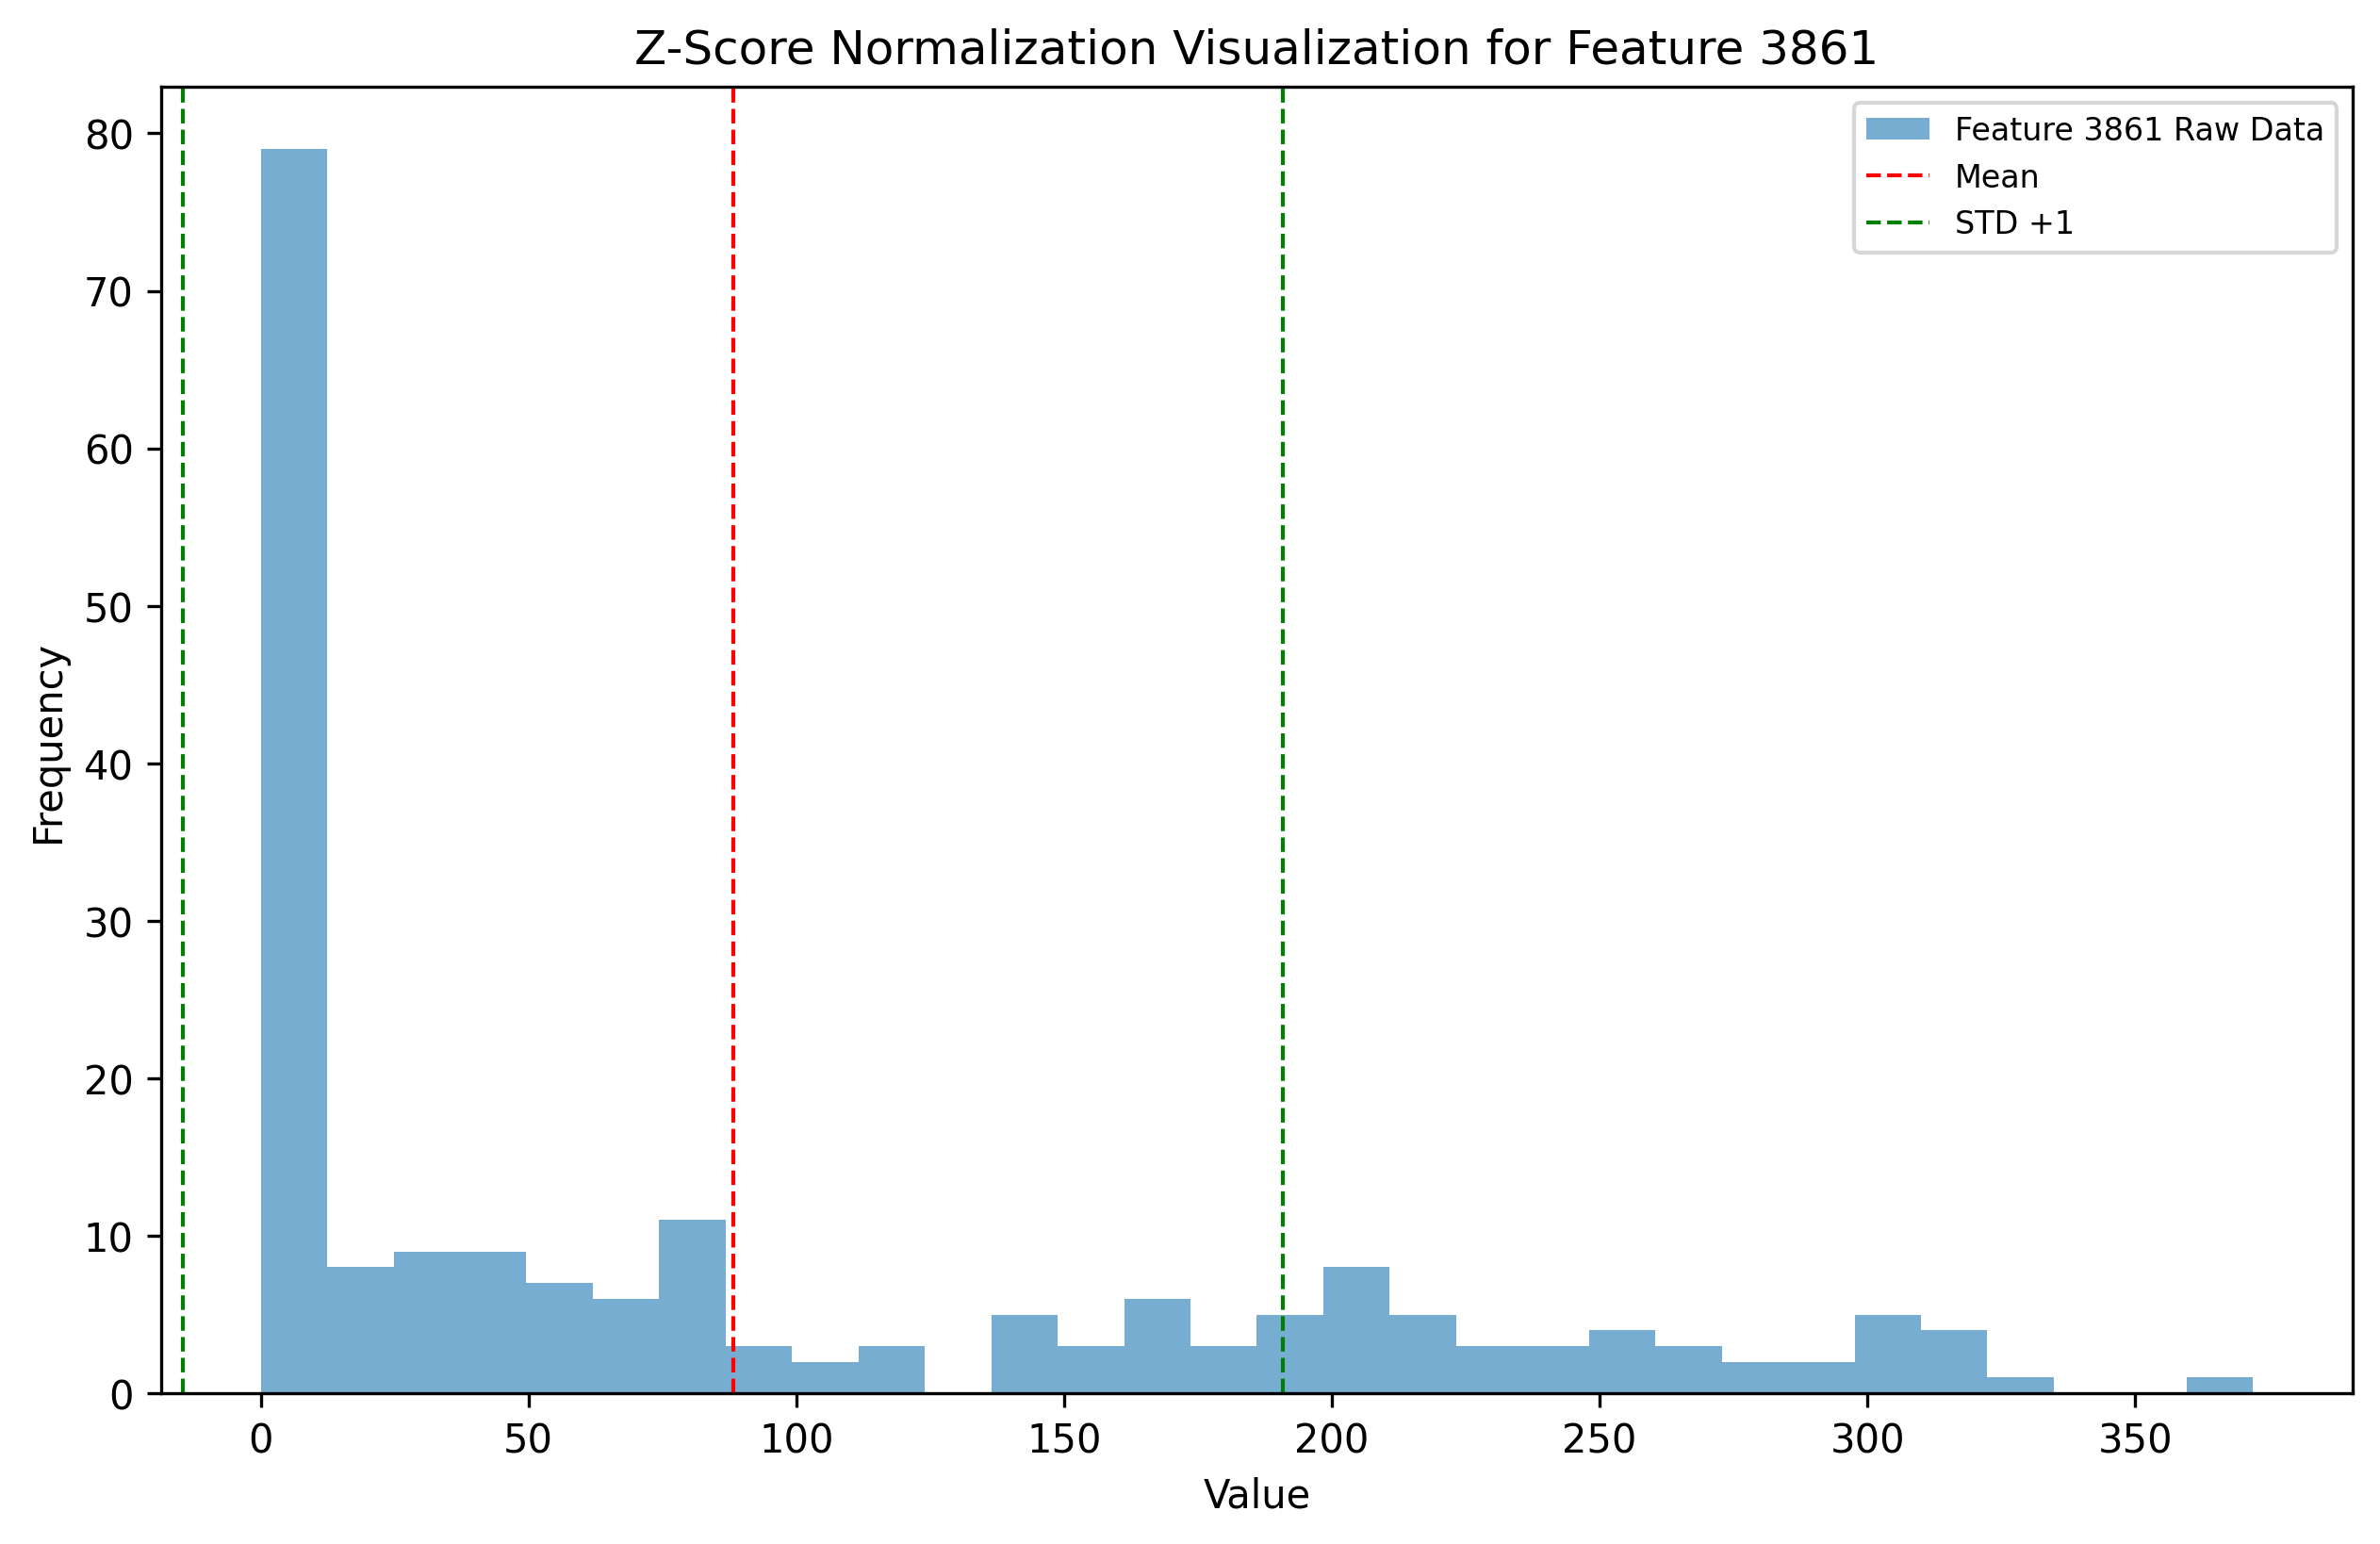 Z-Score Normalization Visualization for Feature 3861
Feature 3861 Raw Data
Mean
STD +1
80
70
60
50
40
30
20
10
0
Frequency
0 50 100 150 200 250 300 350
Value